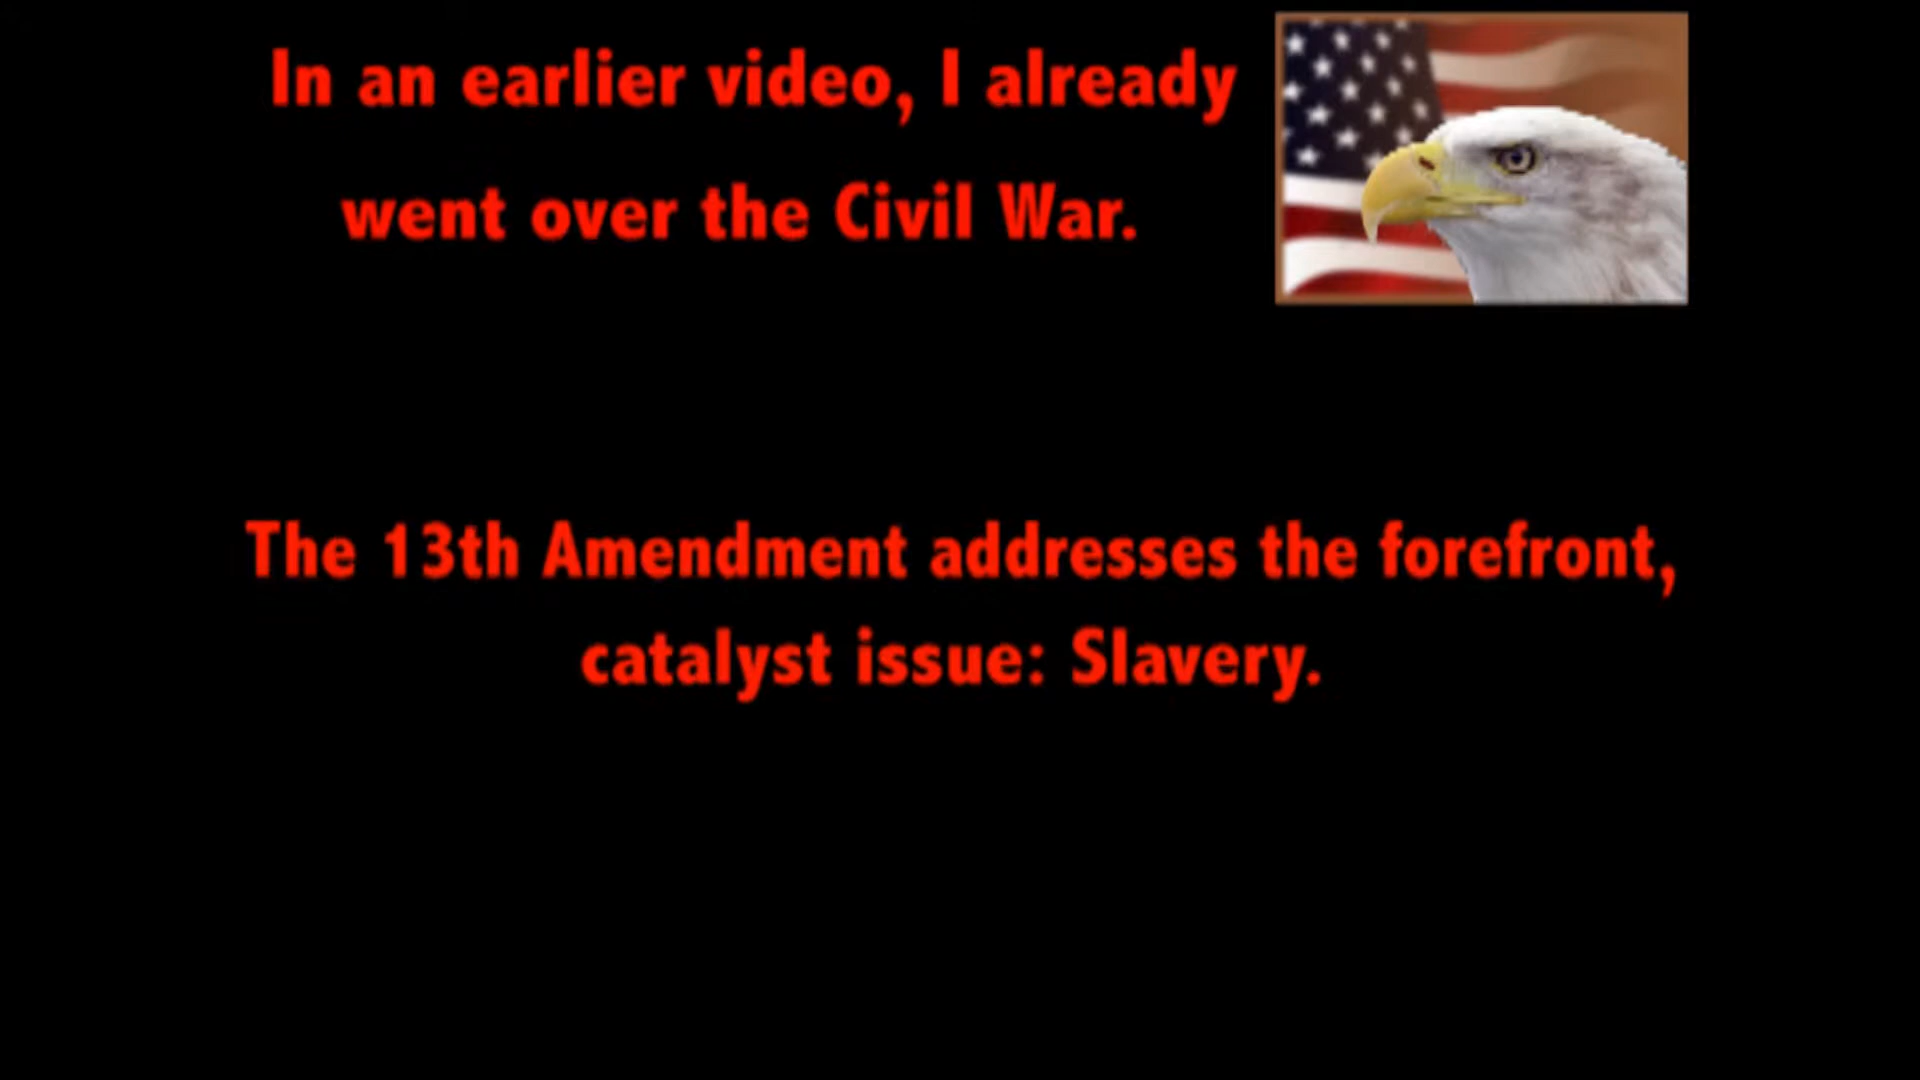 In an earlier video, I already
went over the Civil War.
The 13th Amendment addresses the forefront,
catalyst issue: Slavery.